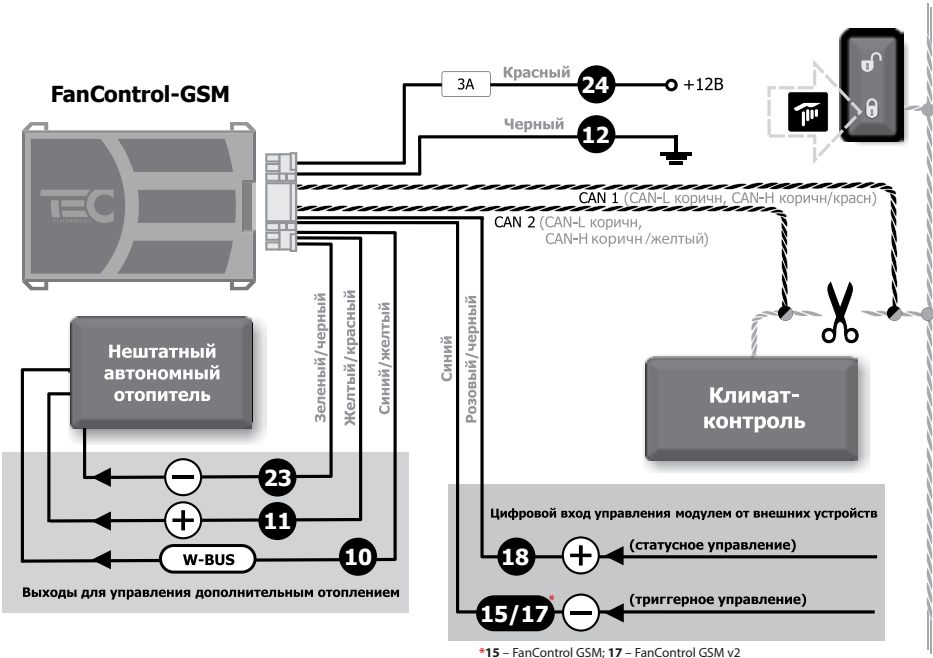 FanControl-GSM
TEC
ELECTRONICS
3А
Красный
24
+12В
Черный
12
CAN 1 (CAN-L коричн, CAN-H коричн/красн)
CAN 2 (CAN-L коричн,
CAN-H коричн/желтый)
Зеленый/черный
Желтый/красный
Синий/желтый
Синий
Розовый/черный
Нештатный
автономный
отопитель
Климат-
контроль
23
11
W-BUS
10
Выходы для управления дополнительным отоплением
Цифровой вход управления модулем от внешних устройств
18
(статусное управление)
15/17*
(триггерное управление)
*15 – FanControl GSM; 17 – FanControl GSM v2